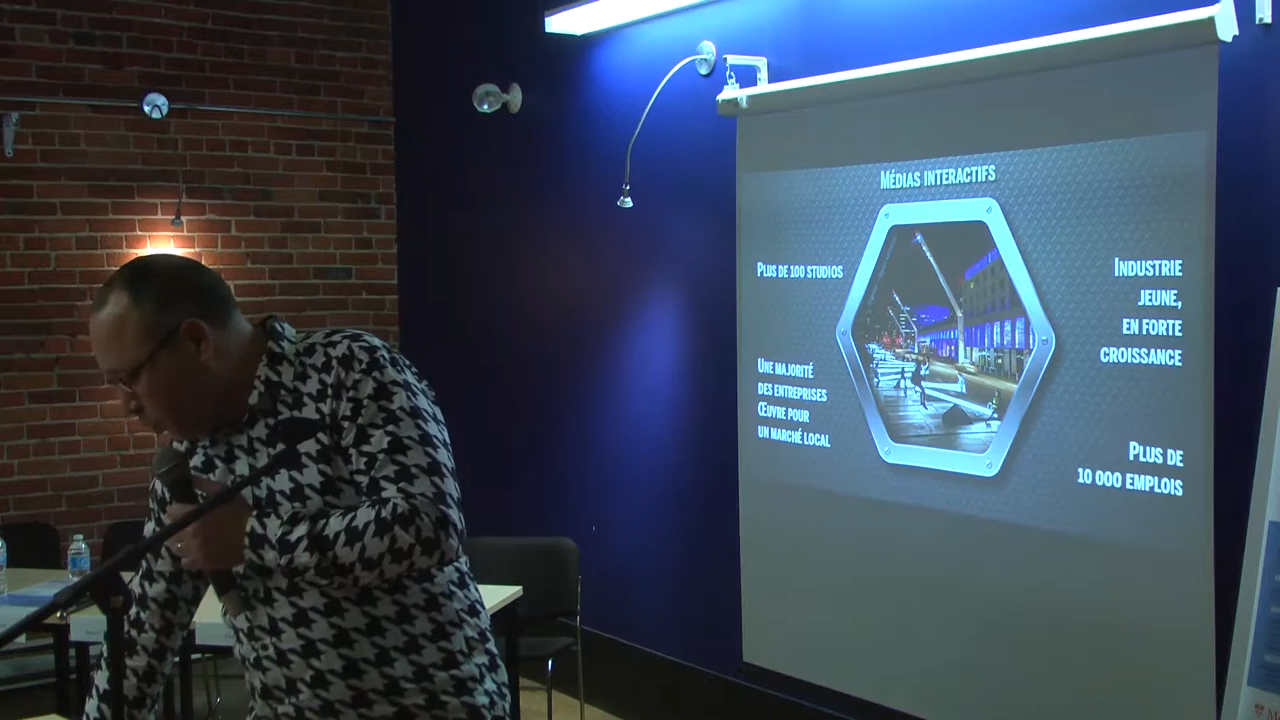 MÉDIAS INTERACTIFS
PLUS DE 100 STUDIOS
UNE MAJORITÉ
DES ENTREPRISES
ŒUVRE POUR
UN MARCHÉ LOCAL
INDUSTRIE
JEUNE,
EN FORTE
CROISSANCE
PLUS DE
10 000 EMPLOIS